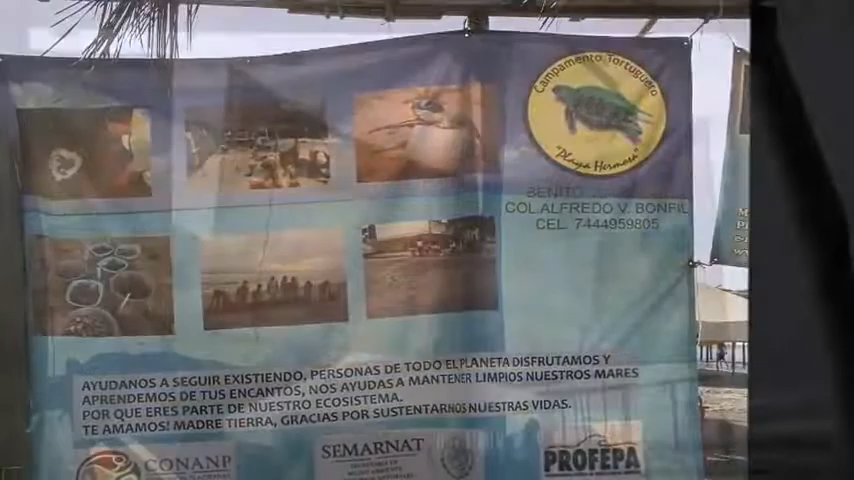 Campamento Tortuguero
"Playa Hermosa"
BENITO
COL.ALFREDO V. BONFIL
CEL. 7444959805
AYUDANOS A SEGUIR EXISTIENDO, PERSONAS DE TODO EL PLANETA DISFRUTAMOS Y
APRENDEMOS DE TUS ENCANTOS, NOS AYUDAS A MANTENER LIMPIOS NUESTROS MARES
POR QUE ERES PARTE DE NUESTRO ECOSISTEMA.
TE AMAMOS! MADRE TIERRA, GRACIAS POR SUSTENTARNOS NUESTRA VIDAS.
CONANP
SEMARNAT
PROFEPA